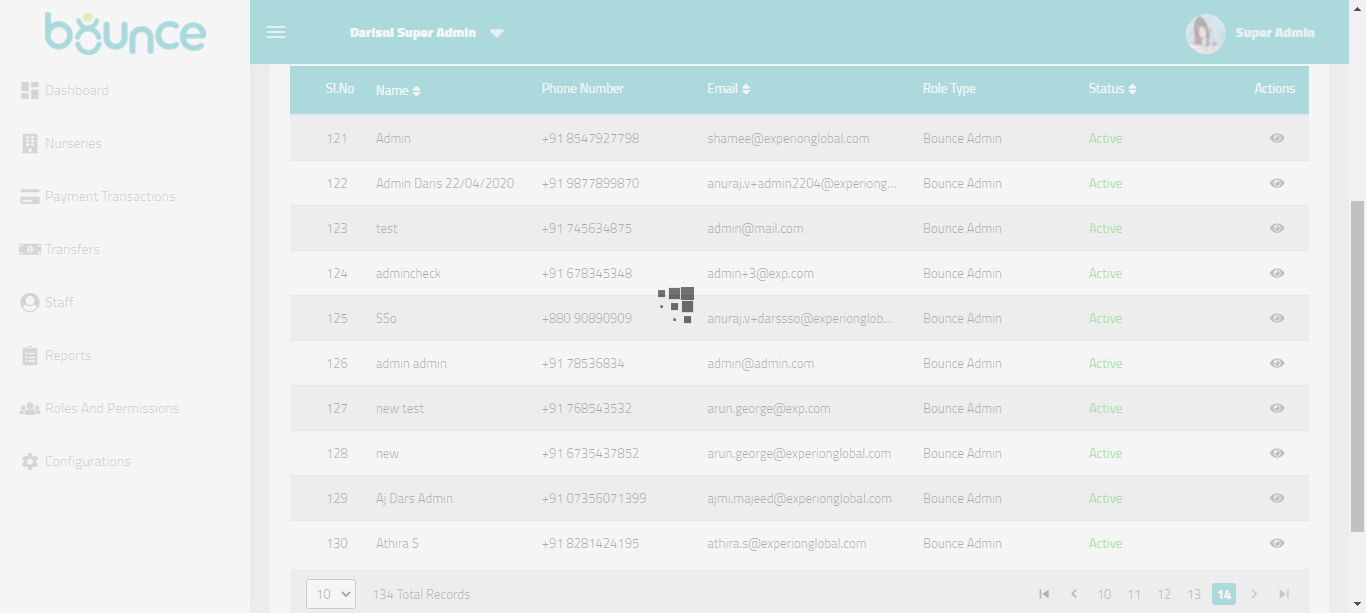 bounce
Darisni Super Admin
Super Admin
Dashboard
Nurseries
Payment Transactions
Transfers
Staff
Reports
Roles And Permissions
Configurations
Sl.No Name Phone Number Email Role Type Status Actions
121 Admin +91 8547927798 shamee@experionglobal.com Bounce Admin Active
122 Admin Daris 22/04/2020 +91 9877899870 anuraj.v+admin2204@experiong... Bounce Admin Active
123 test +91 745634875 admin@mail.com Bounce Admin Active
124 admincheck +91 678345348 admin+3@exp.com Bounce Admin Active
125 SSo +880 90890909 anuraj.v+darssso@experionglob... Bounce Admin Active
126 admin admin +91 78536834 admin@admin.com Bounce Admin Active
127 new test +91 768543532 arun.george@exp.com Bounce Admin Active
128 new +91 6735437852 arun.george@experionglobal.com Bounce Admin Active
129 Aj Dars Admin +91 07356071399 ajmi.majeed@experionglobal.com Bounce Admin Active
130 Athira S +91 8281424195 athira.s@experionglobal.com Bounce Admin Active
10 134 Total Records 10 11 12 13 14